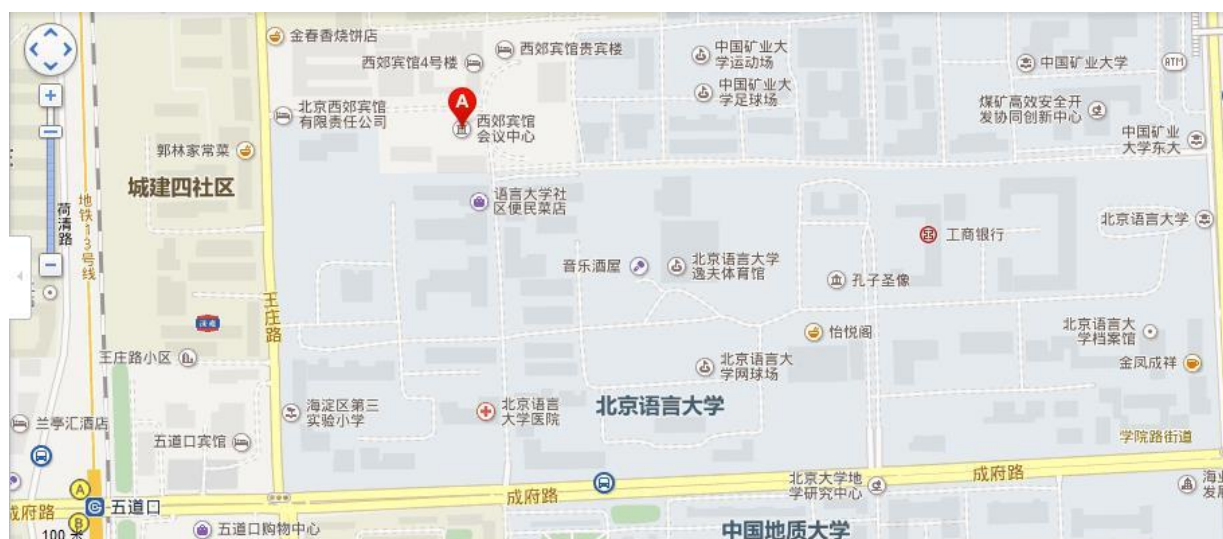 金春香烧饼店
西郊宾馆贵宾楼
西郊宾馆4号楼
中国矿业大
学运动场
中国矿业大学
ATM
中国矿业大
学足球场
北京西郊宾馆
有限责任公司
A
西郊宾馆
会议中心
煤矿高效安全开
发协同创新中心
中国矿业
大学东大
郭林家常菜
城建四社区
语言大学社
区便民菜店
荷清路
地铁13号线
北京语言大学
工商银行
音乐酒屋
北京语言大学
逸夫体育馆
孔子圣像
王庄路
北京语言大
学档案馆
怡悦阁
王庄路小区
北京语言大
学网球场
金凤成祥
海淀区第三
实验小学
北京语言
大学医院
北京语言大学
兰亭汇酒店
五道口宾馆
学院路街道
成府路
北京大学地
学研究中心
A
五道口
成府路
成府路
B
五道口购物中心
中国地质大学
100 米